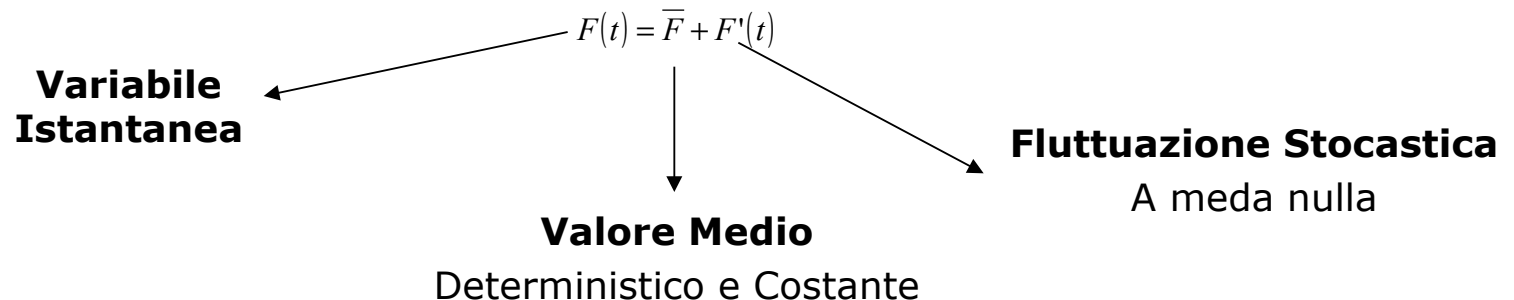 F(t) = F̅ + F'(t)
Variabile
Istantanea
Fluttuazione Stocastica
A meda nulla
Valore Medio
Deterministico e Costante